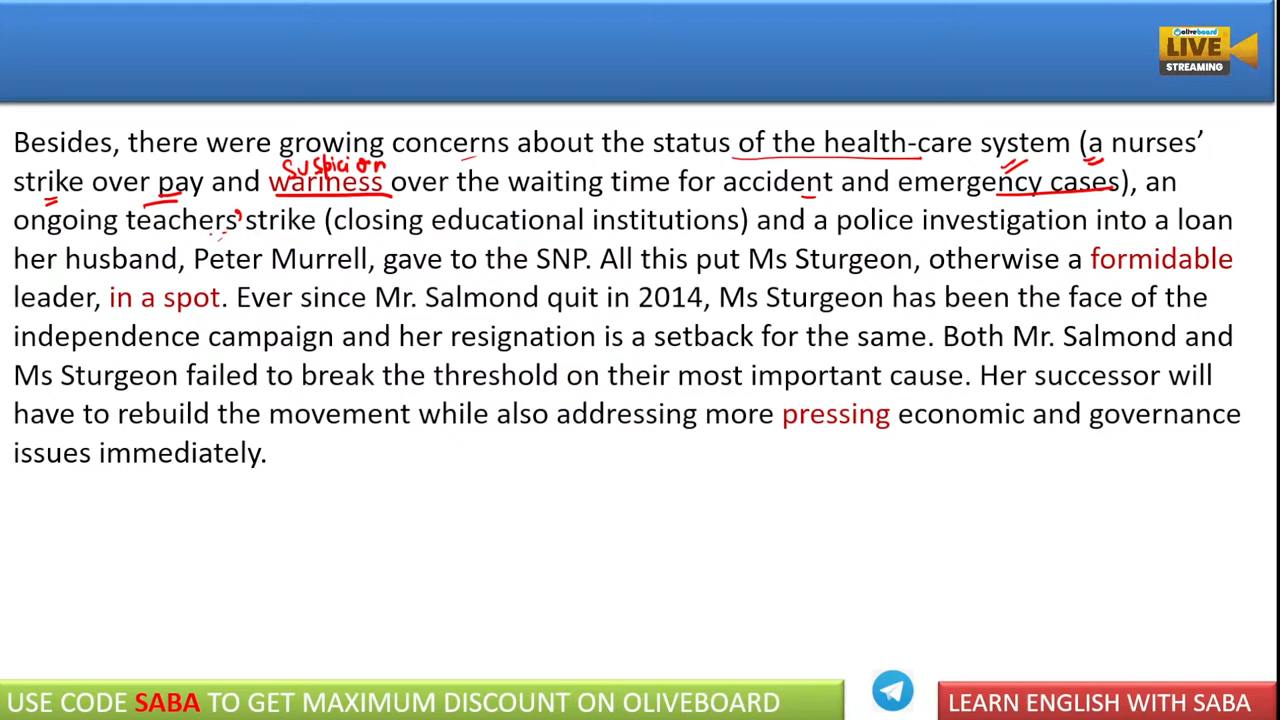 oliveboard
LIVE
STREAMING
Besides, there were growing concerns about the status of the health-care system (a nurses’
suspicion
strike over pay and wariness over the waiting time for accident and emergency cases), an
ongoing teachers’ strike (closing educational institutions) and a police investigation into a loan
her husband, Peter Murrell, gave to the SNP. All this put Ms Sturgeon, otherwise a formidable
leader, in a spot. Ever since Mr. Salmond quit in 2014, Ms Sturgeon has been the face of the
independence campaign and her resignation is a setback for the same. Both Mr. Salmond and
Ms Sturgeon failed to break the threshold on their most important cause. Her successor will
have to rebuild the movement while also addressing more pressing economic and governance
issues immediately.
USE CODE SABA TO GET MAXIMUM DISCOUNT ON OLIVEBOARD
LEARN ENGLISH WITH SABA